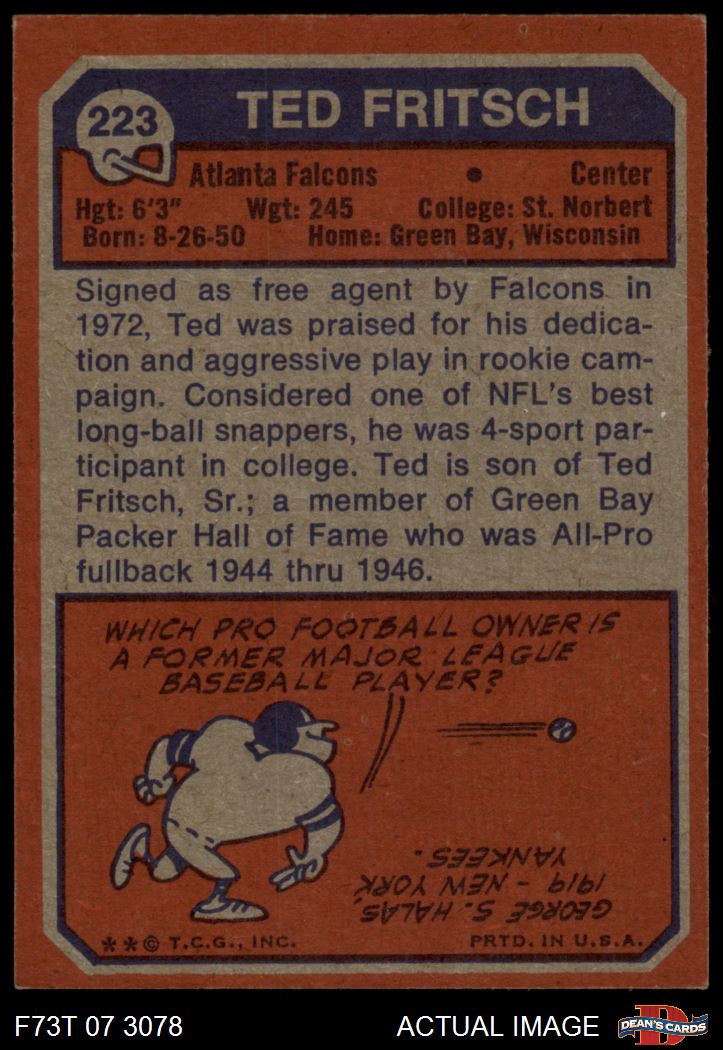 223
TED FRITSCH
Atlanta Falcons • Center
Hgt: 6'3" Wgt: 245 College: St. Norbert
Born: 8-26-50 Home: Green Bay, Wisconsin
Signed as free agent by Falcons in
1972, Ted was praised for his dedica-
tion and aggressive play in rookie cam-
paign. Considered one of NFL's best
long-ball snappers, he was 4-sport par-
ticipant in college. Ted is son of Ted
Fritsch, Sr.; a member of Green Bay
Packer Hall of Fame who was All-Pro
fullback 1944 thru 1946.
WHICH PRO FOOTBALL OWNER IS
A FORMER MAJOR LEAGUE
BASEBALL PLAYER?
GEORGE S. HALAS,
1919 - NEW YORK
YANKEES.
**© T.C.G., INC. PRTD. IN U.S.A.
F73T 07 3078 ACTUAL IMAGE
D
DEAN'S CARDS